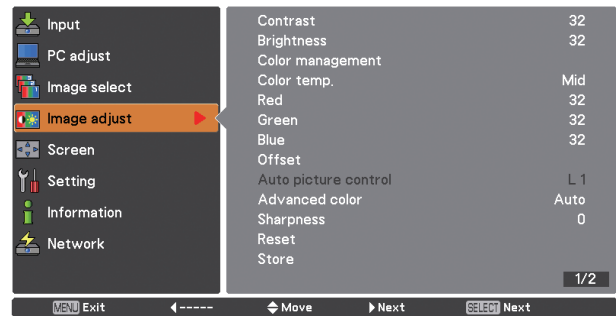 Input
PC adjust
Image select
Image adjust
Screen
Setting
Information
Network
Contrast 32
Brightness 32
Color management
Color temp. Mid
Red 32
Green 32
Blue 32
Offset
Auto picture control L 1
Advanced color Auto
Sharpness 0
Reset
Store
1/2
MENU Exit ◀----- Move ▶Next SELECT Next